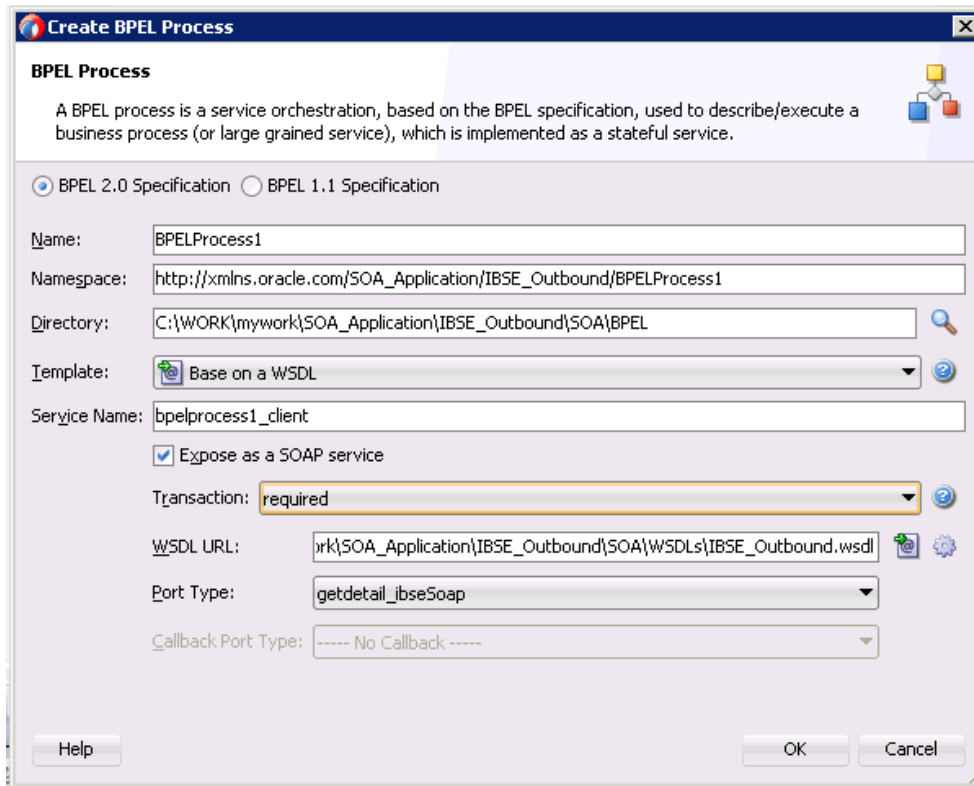 Create BPEL Process
BPEL Process
A BPEL process is a service orchestration, based on the BPEL specification, used to describe/execute a
business process (or large grained service), which is implemented as a stateful service.
BPEL 2.0 Specification BPEL 1.1 Specification
Name: BPELProcess1
Namespace: http://xmlns.oracle.com/SOA_Application/IBSE_Outbound/BPELProcess1
Directory: C:\WORK\mywork\SOA_Application\IBSE_Outbound\SOA\BPEL
Template: Base on a WSDL
Service Name: bpelprocess1_client
Expose as a SOAP service
Transaction: required
WSDL URL: ork\SOA_Application\IBSE_Outbound\SOA\WSDLs\IBSE_Outbound.wsdl
Port Type: getdetail_ibseSoap
Callback Port Type: ----- No Callback -----
Help OK Cancel